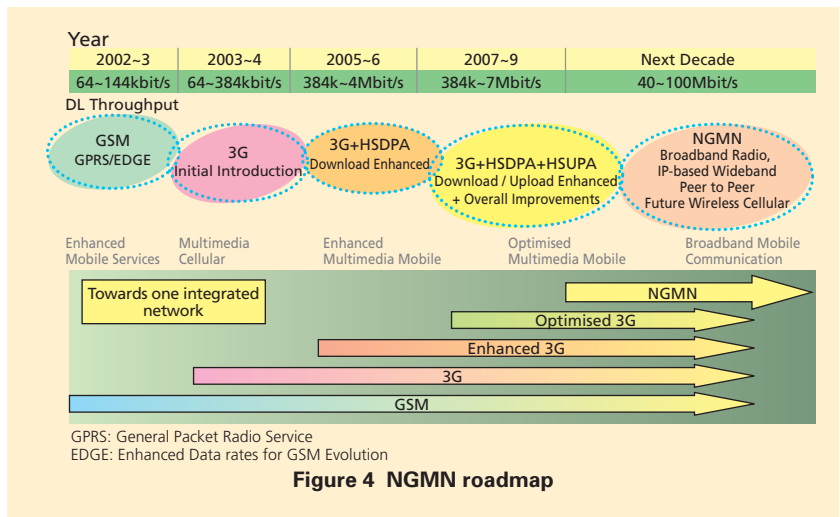 Year
2002~3 2003~4 2005~6 2007~9 Next Decade
64~144kbit/s 64~384kbit/s 384k~4Mbit/s 384k~7Mbit/s 40~100Mbit/s
DL Throughput
GSM
GPRS/EDGE
3G
Initial Introduction
3G+HSDPA
Download Enhanced
3G+HSDPA+HSUPA
Download / Upload Enhanced
+ Overall Improvements
NGMN
Broadband Radio,
IP-based Wideband
Peer to Peer
Future Wireless Cellular
Enhanced
Mobile Services
Multimedia
Cellular
Enhanced
Multimedia Mobile
Optimised
Multimedia Mobile
Broadband Mobile
Communication
Towards one integrated
network
NGMN
Optimised 3G
Enhanced 3G
3G
GSM
GPRS: General Packet Radio Service
EDGE: Enhanced Data rates for GSM Evolution
Figure 4 NGMN roadmap